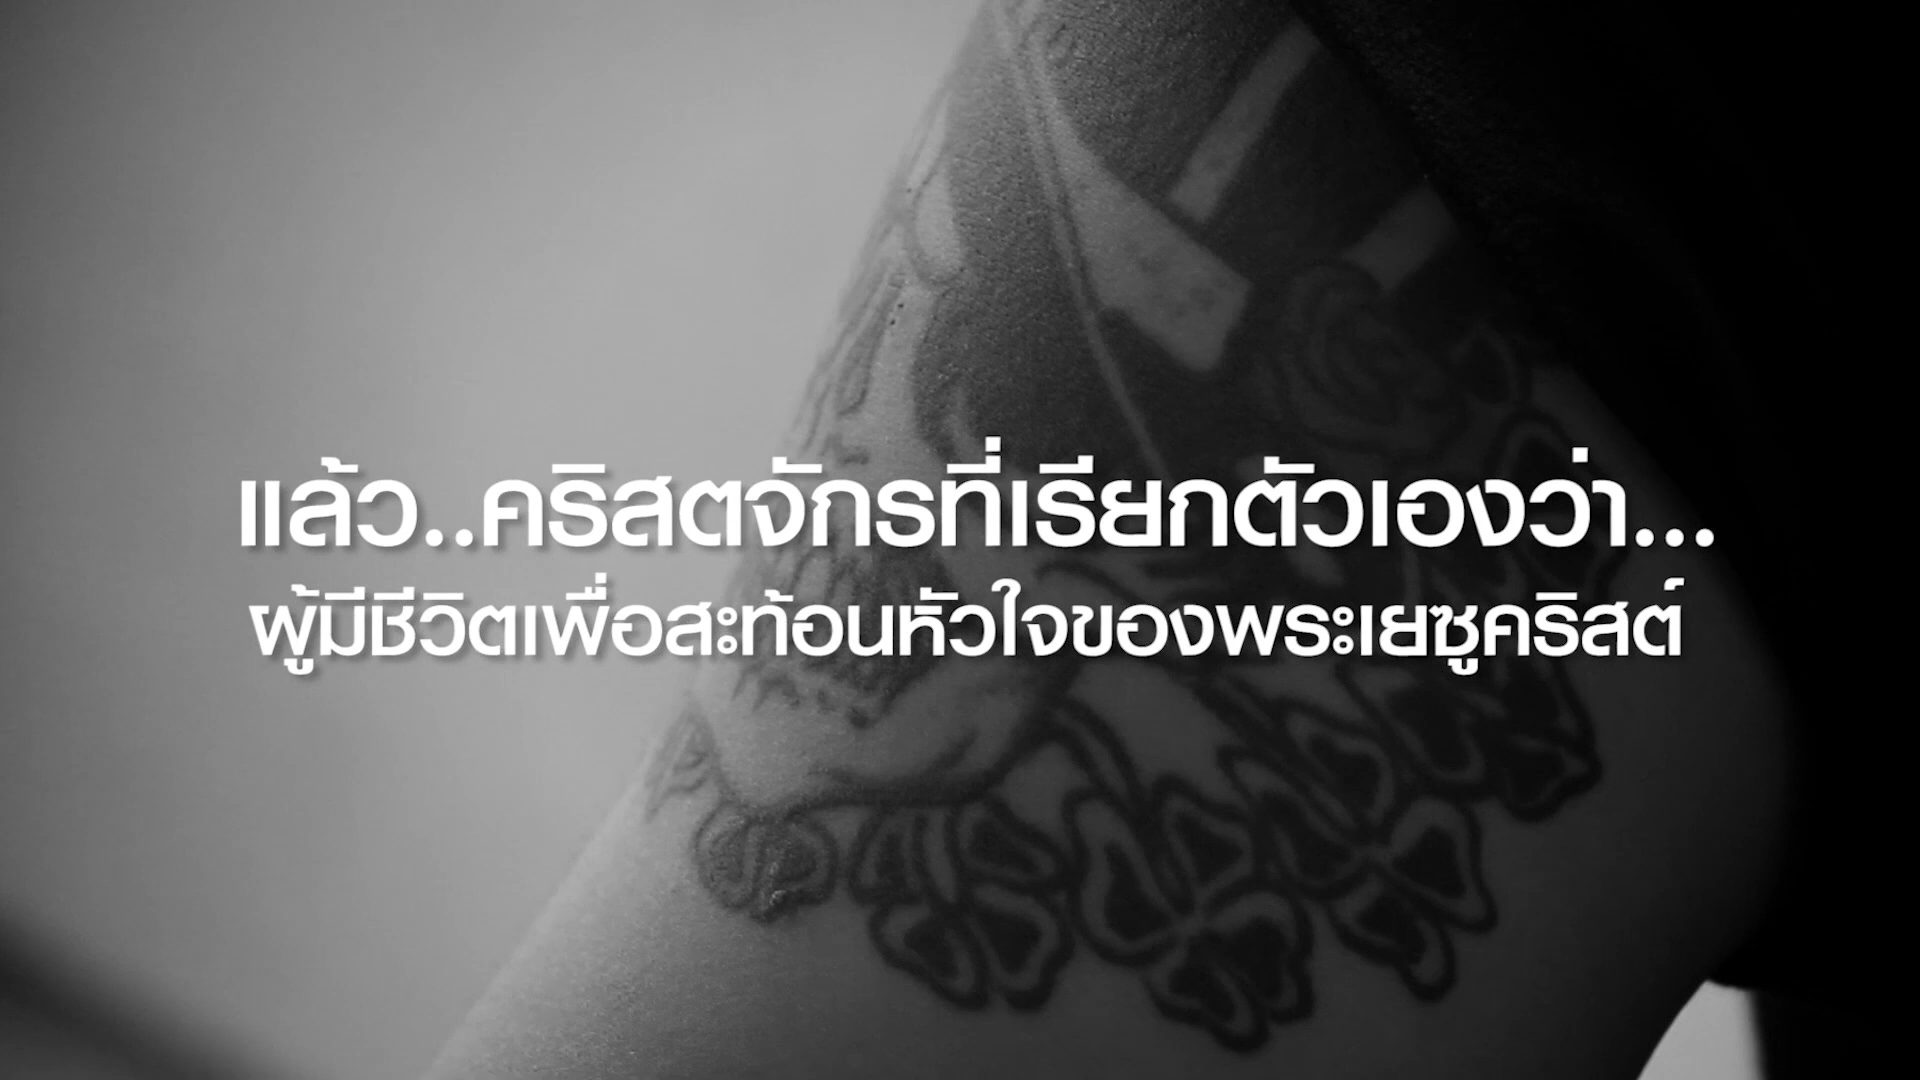 แล้ว..คริสตจักรที่เรียกตัวเองว่า...
ผู้มีชีวิตเพื่อสะท้อนหัวใจของพระเยซูคริสต์